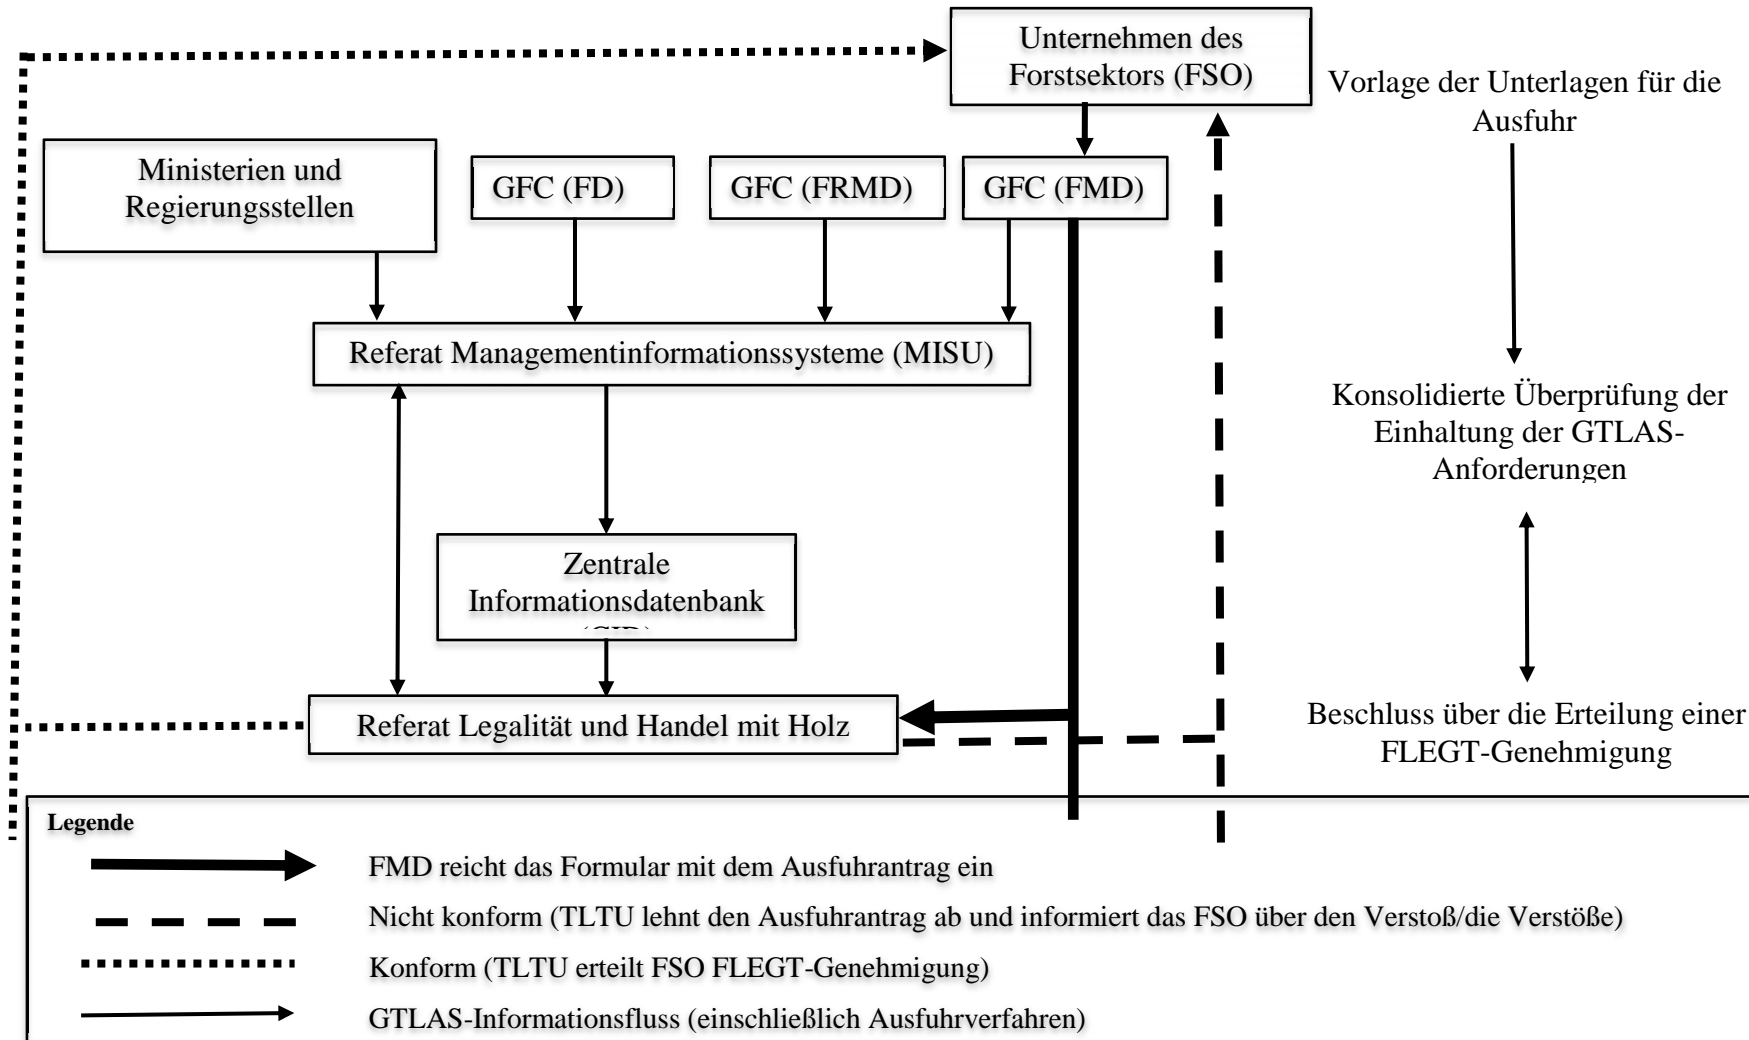 Unternehmen des
Forstsektors (FSO)
Vorlage der Unterlagen für die
Ausfuhr
Ministerien und
Regierungsstellen
GFC (FD)
GFC (FRMD)
GFC (FMD)
Referat Managementinformationssysteme (MISU)
Konsolidierte Überprüfung der
Einhaltung der GTLAS-
Anforderungen
Zentrale
Informationsdatenbank
Referat Legalität und Handel mit Holz
Beschluss über die Erteilung einer
FLEGT-Genehmigung
Legende
FMD reicht das Formular mit dem Ausfuhrantrag ein
Nicht konform (TLTU lehnt den Ausfuhrantrag ab und informiert das FSO über den Verstoß/die Verstöße)
Konform (TLTU erteilt FSO FLEGT-Genehmigung)
GTLAS-Informationsfluss (einschließlich Ausfuhrverfahren)